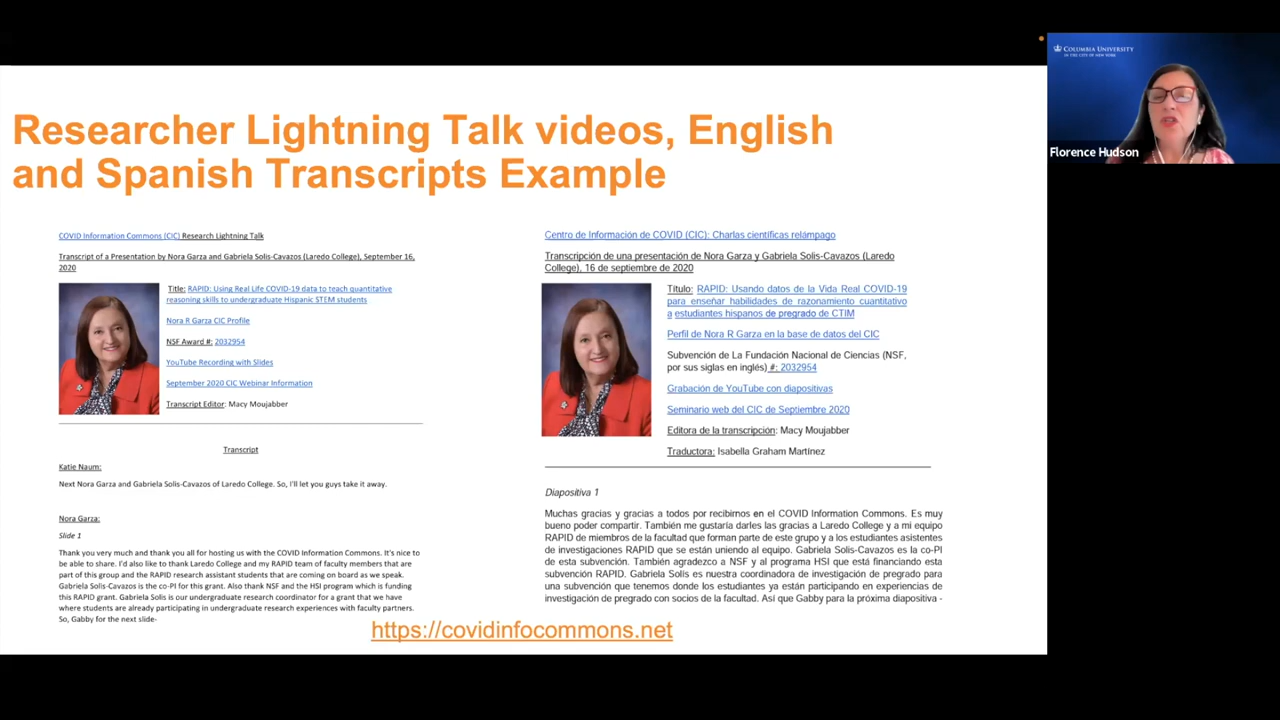 COLUMBIA UNIVERSITY
IN THE CITY OF NEW YORK
Florence Hudson
Researcher Lightning Talk videos, English
and Spanish Transcripts Example
COVID Information Commons (CIC) Research Lightning Talk
Transcript of a Presentation by Nora Garza and Gabriela Solis-Cavazos (Laredo College), September 16,
2020
Title: RAPID: Using Real Life COVID-19 data to teach quantitative
reasoning skills to undergraduate Hispanic STEM students
Nora R Garza CIC Profile
NSF Award #: 2032954
YouTube Recording with Slides
September 2020 CIC Webinar Information
Transcript Editor: Macy Moujabber
Transcript
Katie Naum:
Next Nora Garza and Gabriela Solis-Cavazos of Laredo College. So, I'll let you guys take it away.
Nora Garza:
Slide 1
Thank you very much and thank you all for hosting us with the COVID Information Commons. It's nice to
be able to share. I'd also like to thank Laredo College and my RAPID team of faculty members that are
part of this group and the RAPID research assistant students that are coming on board as we speak.
Gabriela Solis-Cavazos is the co-PI for this grant. Also thank NSF and the HSI program which is funding
this RAPID grant. Gabriela Solis is our undergraduate research coordinator for a grant that we have
where students are already participating in undergraduate research experiences with faculty partners.
So, Gabby for the next slide-
Centro de Información de COVID (CIC): Charlas científicas relámpago
Transcripción de una presentación de Nora Garza y Gabriela Solis-Cavazos (Laredo
College), 16 de septiembre de 2020
Título: RAPID: Usando datos de la Vida Real COVID-19
para enseñar habilidades de razonamiento cuantitativo
a estudiantes hispanos de pregrado de CTIM
Perfil de Nora R Garza en la base de datos del CIC
Subvención de La Fundación Nacional de Ciencias (NSF,
por sus siglas en inglés) #: 2032954
Grabación de YouTube con diapositivas
Seminario web del CIC de Septiembre 2020
Editora de la transcripción: Macy Moujabber
Traductora: Isabella Graham Martínez
Diapositiva 1
Muchas gracias y gracias a todos por recibirnos en el COVID Information Commons. Es muy
bueno poder compartir. También me gustaría darles las gracias a Laredo College y a mi equipo
RAPID de miembros de la facultad que forman parte de este grupo y a los estudiantes asistentes
de investigaciones RAPID que se están uniendo al equipo. Gabriela Solis-Cavazos es la co-PI
de esta subvención. También agradezco a NSF y al programa HSI que está financiando esta
subvención RAPID. Gabriela Solís es nuestra coordinadora de investigación de pregrado para
una subvención que tenemos donde los estudiantes ya están participando en experiencias de
investigación de pregrado con socios de la facultad. Así que Gabby para la próxima diapositiva -
https://covidinfocommons.net